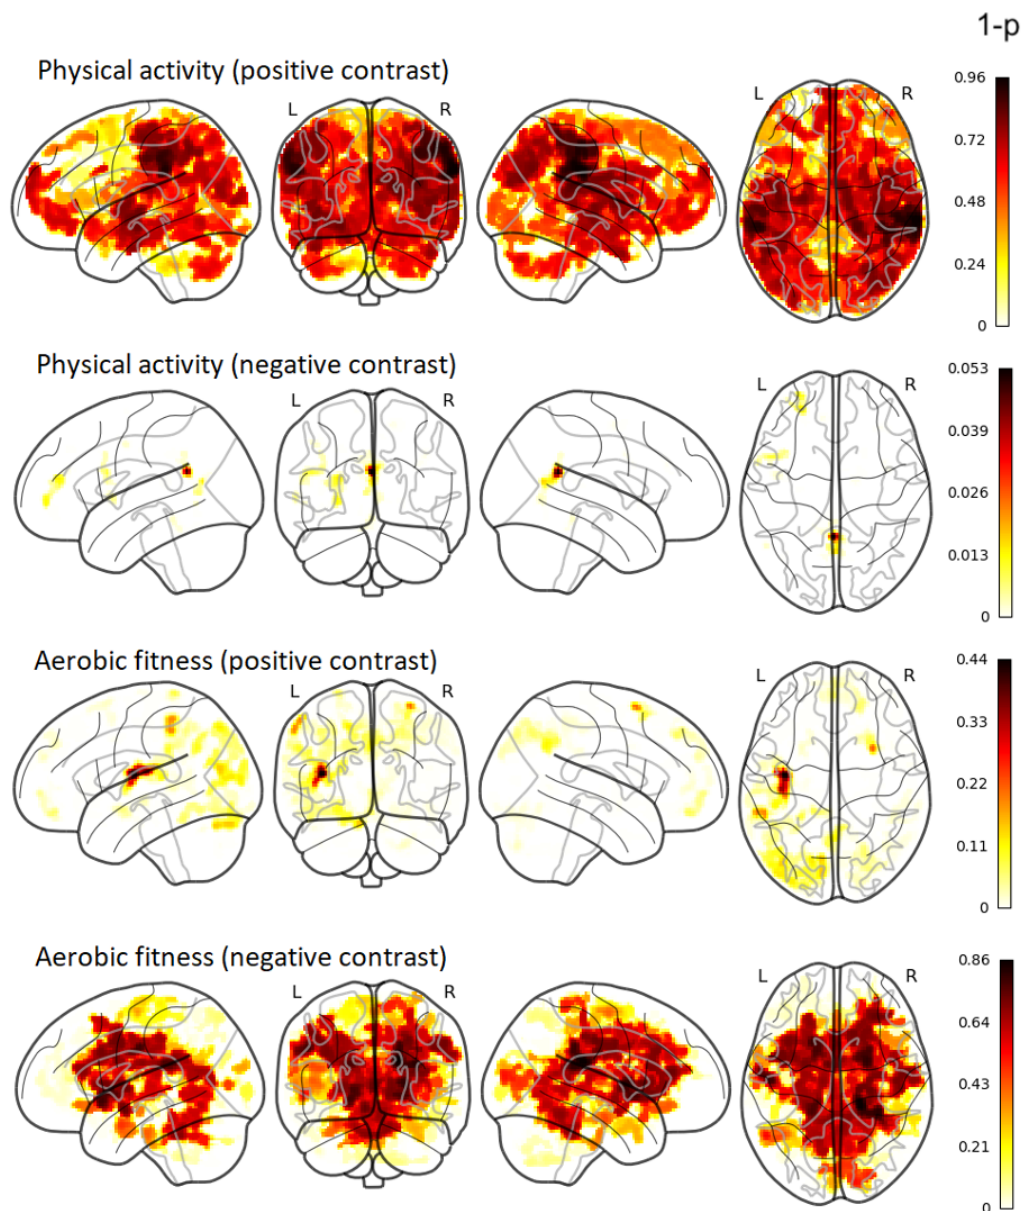 1-p
Physical activity (positive contrast)
L R L R
0.96
0.72
0.48
0.24
0
Physical activity (negative contrast)
L R L R
0.053
0.039
0.026
0.013
0
Aerobic fitness (positive contrast)
L R L R
0.44
0.33
0.22
0.11
0
Aerobic fitness (negative contrast)
L R L R
0.86
0.64
0.43
0.21
0